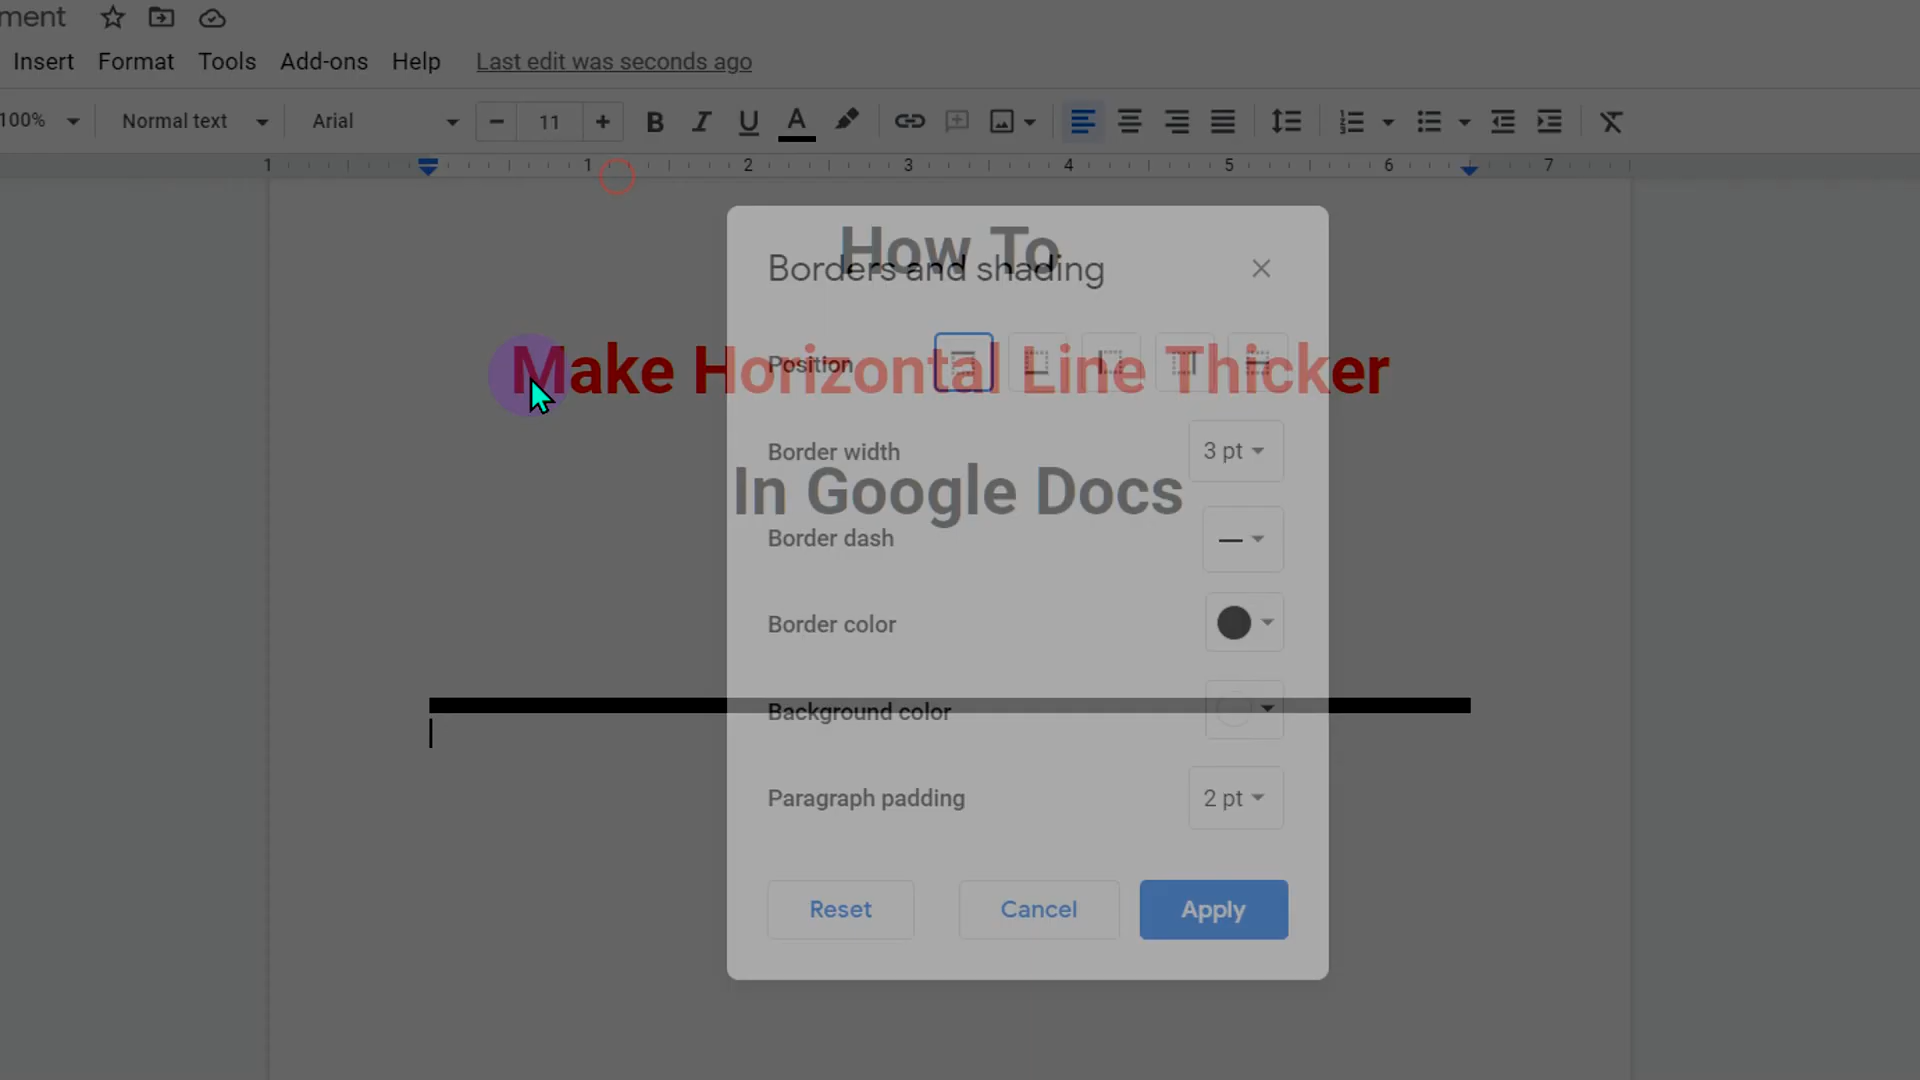 ment
Insert Format Tools Add-ons Help Last edit was seconds ago
100% Normal text Arial 11 B I U A
1 1 2 3 4 5 6 7
How To
Borders and shading
Make Horizontal Line Thicker
Position
Border width 3 pt
In Google Docs
Border dash
Border color
Background color
Paragraph padding 2 pt
Reset Cancel Apply